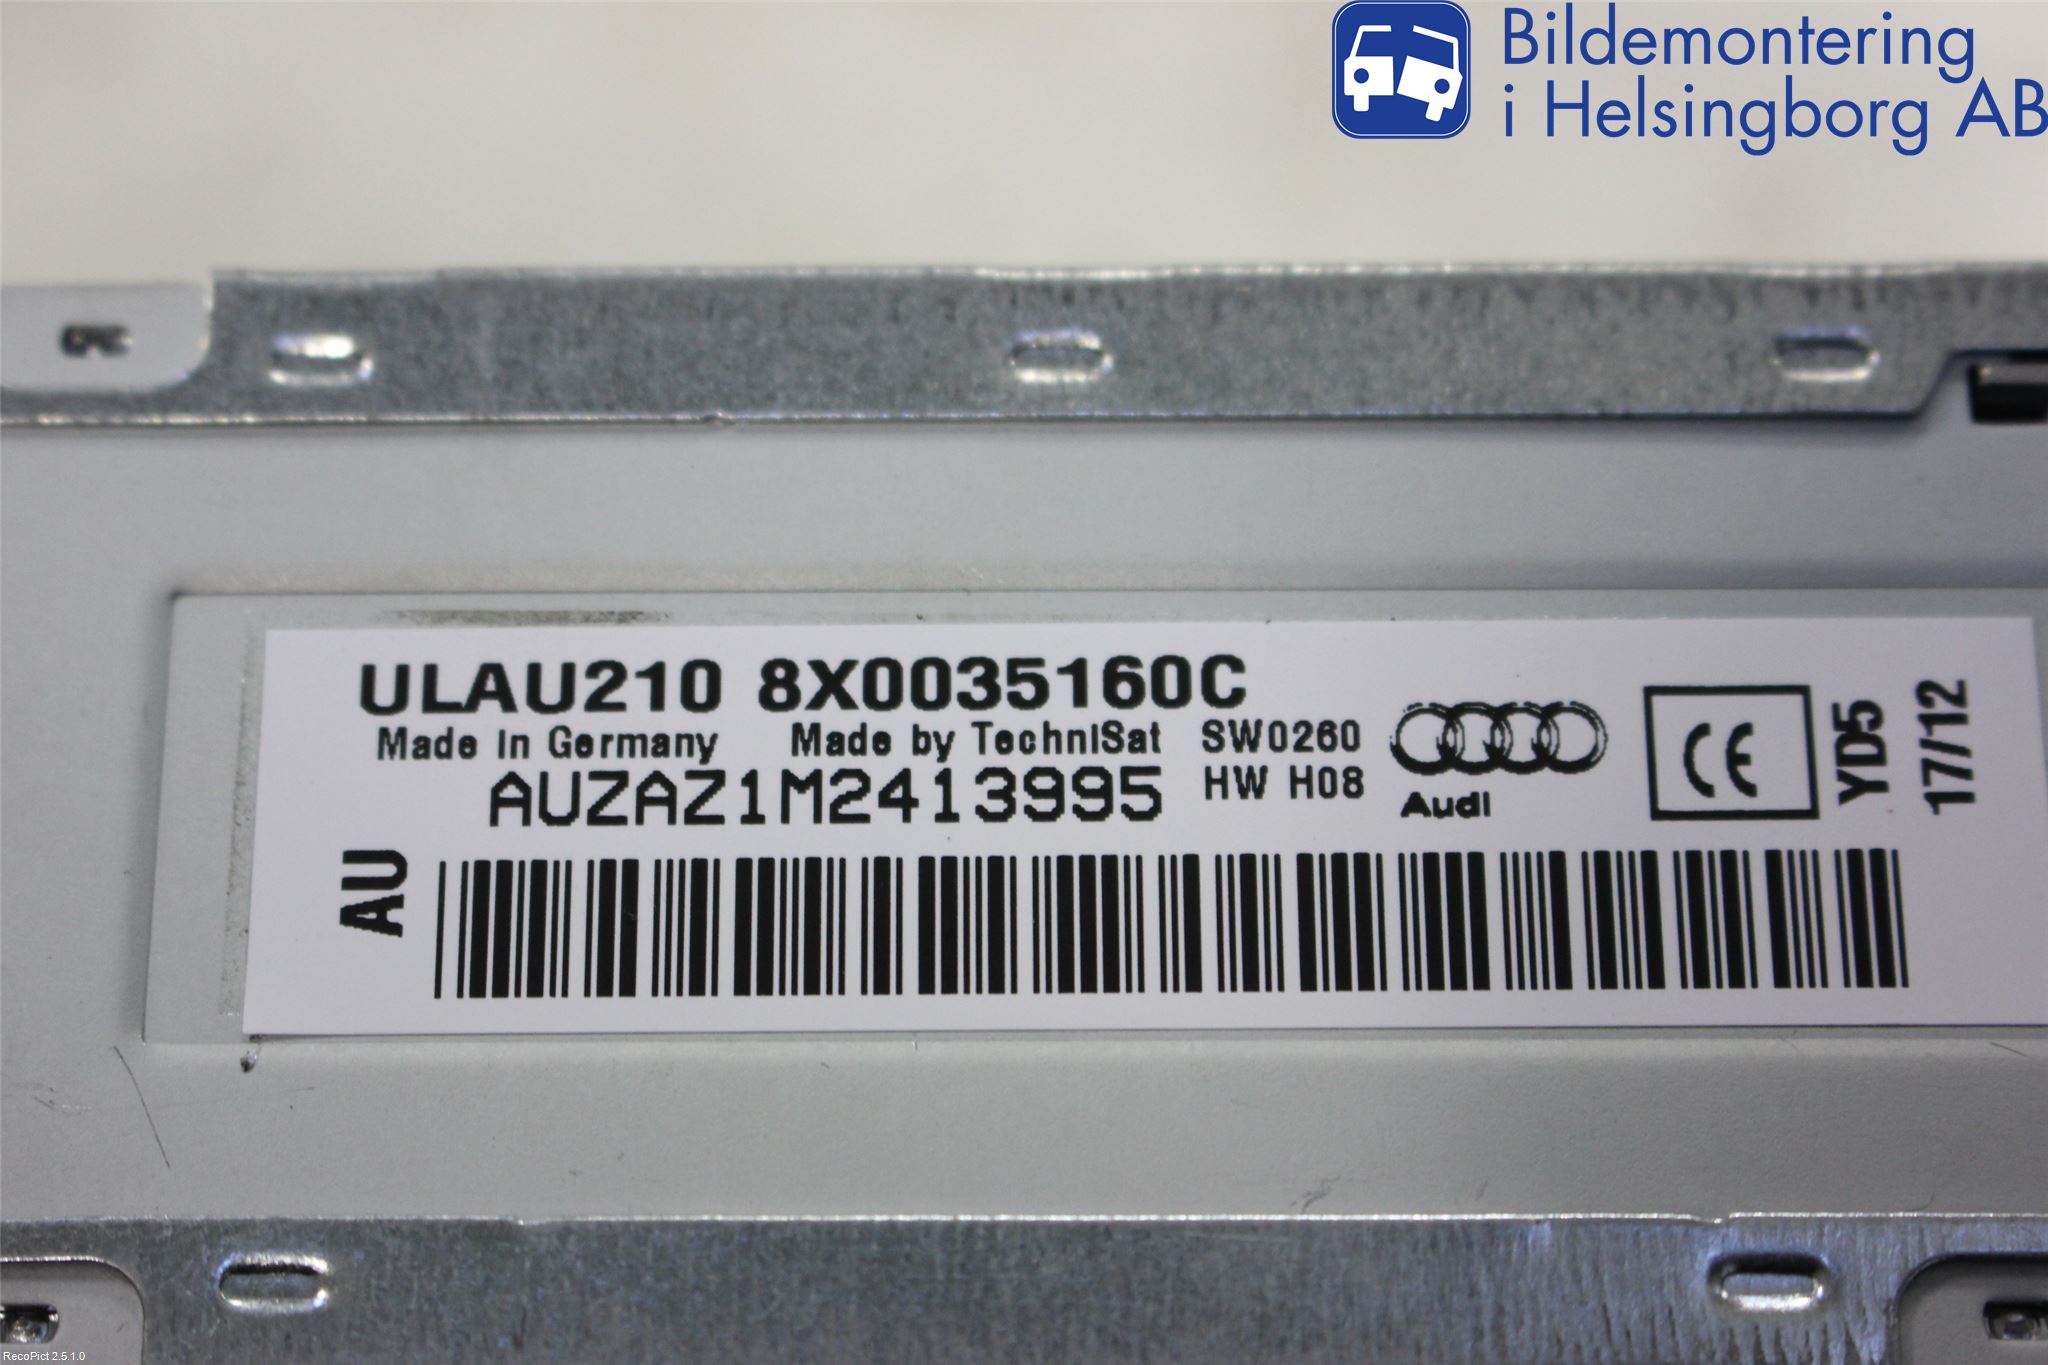 Bildemontering
i Helsingborg AB
ULAU210 8X0035160C
Made in Germany Made by TechniSat SW0260
AUZAZ1M2413995 HW H08
Audi
CE
YD5
17/12
AU
RecoPict 2.5.1.0